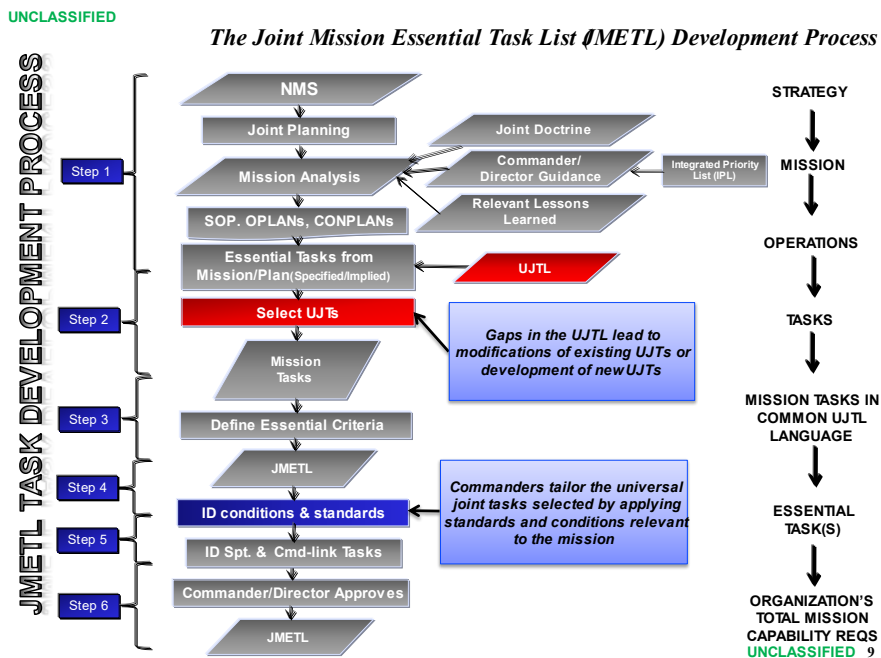 UNCLASSIFIED
The Joint Mission Essential Task List (JMETL) Development Process
JMETL TASK DEVELOPMENT PROCESS
Step 1
Step 2
Step 3
Step 4
Step 5
Step 6
NMS
Joint Planning
Mission Analysis
SOP. OPLANs, CONPLANs
Essential Tasks from
Mission/Plan(Specified/Implied)
Select UJTs
Mission
Tasks
Define Essential Criteria
JMETL
ID conditions & standards
ID Spt. & Cmd-link Tasks
Commander/Director Approves
JMETL
Joint Doctrine
Commander/
Director Guidance
Integrated Priority
List (IPL)
Relevant Lessons
Learned
UJTL
Gaps in the UJTL lead to
modifications of existing UJTs or
development of new UJTs
Commanders tailor the universal
joint tasks selected by applying
standards and conditions relevant
to the mission
STRATEGY
MISSION
OPERATIONS
TASKS
MISSION TASKS IN
COMMON UJTL
LANGUAGE
ESSENTIAL
TASK(S)
ORGANIZATION'S
TOTAL MISSION
CAPABILITY REQS
UNCLASSIFIED 9